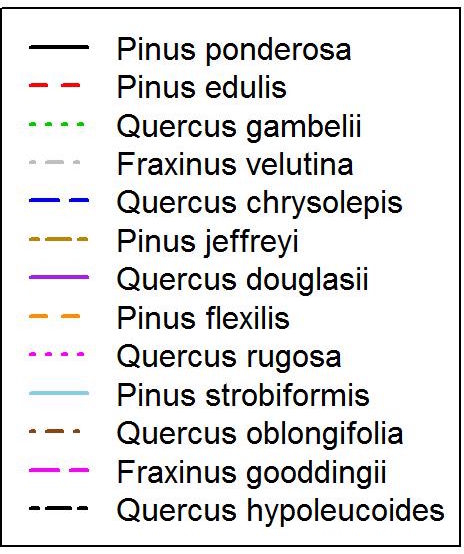 Pinus ponderosa
Pinus edulis
Quercus gambelii
Fraxinus velutina
Quercus chrysolepis
Pinus jeffreyi
Quercus douglasii
Pinus flexilis
Quercus rugosa
Pinus strobiformis
Quercus oblongifolia
Fraxinus gooddingii
Quercus hypoleucoides